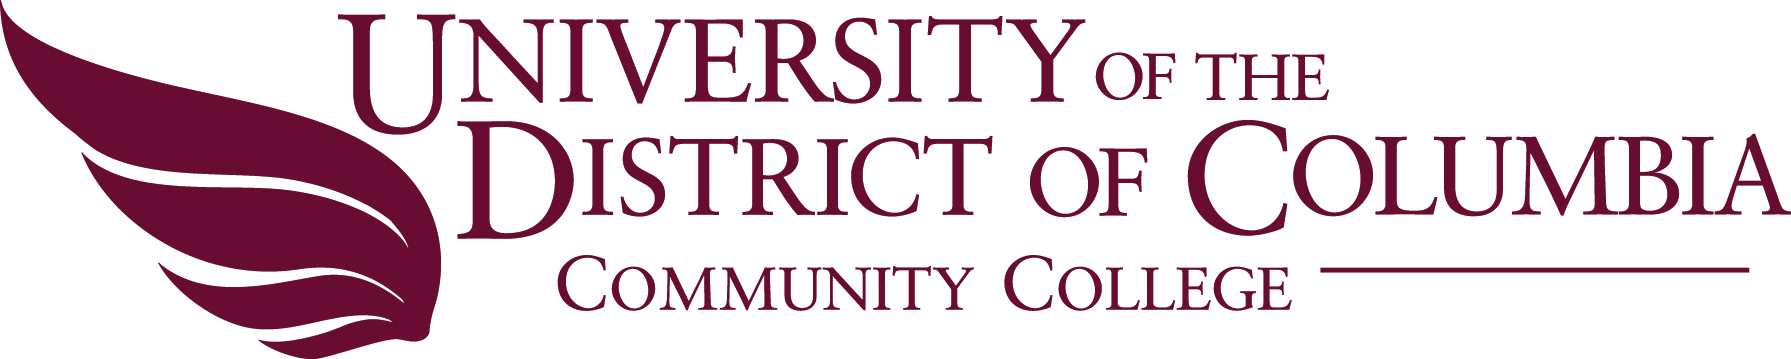 UNIVERSITY OF THE
DISTRICT OF COLUMBIA
COMMUNITY COLLEGE